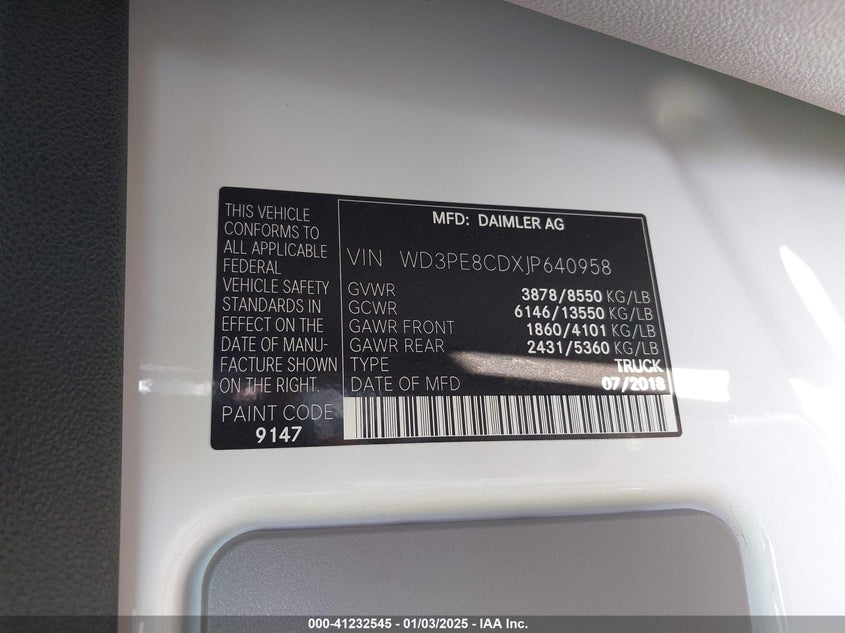 THIS VEHICLE
CONFORMS TO
ALL APPLICABLE
FEDERAL
VEHICLE SAFETY
STANDARDS IN
EFFECT ON THE
DATE OF MANU-
FACTURE SHOWN
ON THE RIGHT.
PAINT CODE
9147
MFD: DAIMLER AG
VIN WD3PE8CDXJP640958
GVWR 3878/8550 KG/LB
GCWR 6146/13550 KG/LB
GAWR FRONT 1860/4101 KG/LB
GAWR REAR 2431/5360 KG/LB
TYPE TRUCK
DATE OF MFD 07/2018
000-41232545 - 01/03/2025 - IAA Inc.